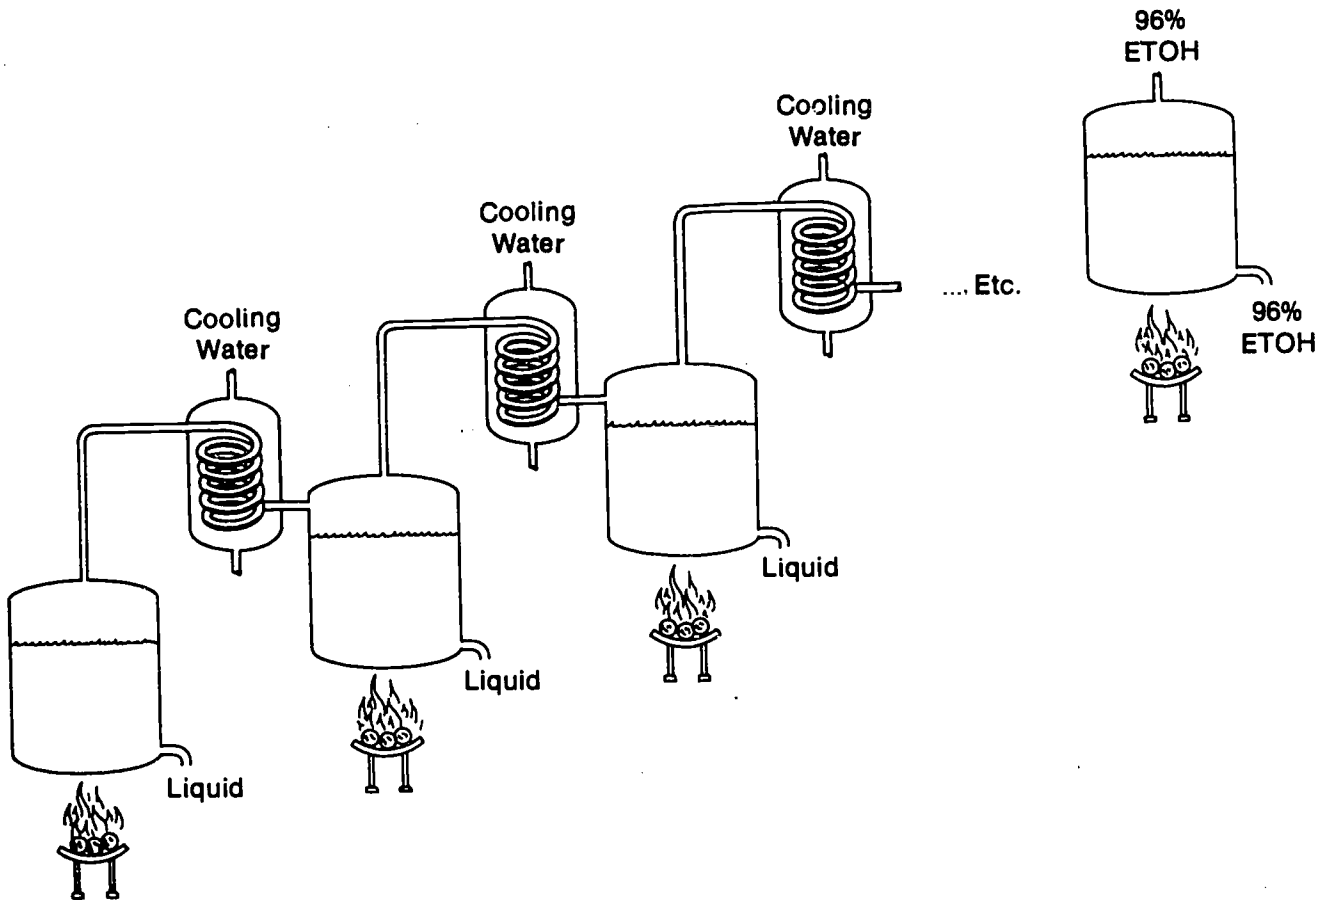 96%
ETOH
Cooling
Water
Cooling
Water
.... Etc.
96%
ETOH
Cooling
Water
Liquid
Liquid
Liquid